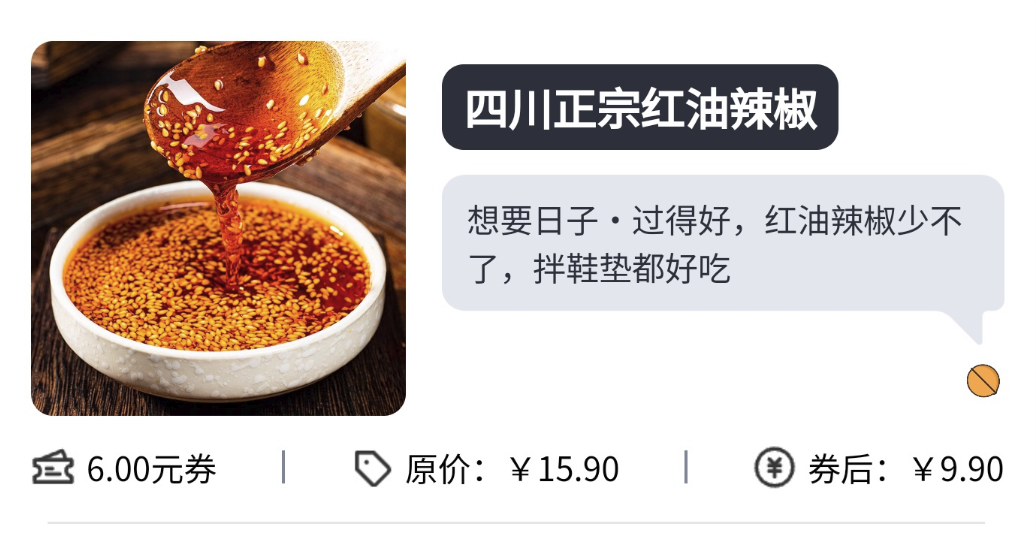 四川正宗红油辣椒
想要日子·过得好，红油辣椒少不
了，拌鞋垫都好吃
6.00元券
原价：￥15.90
券后：￥9.90